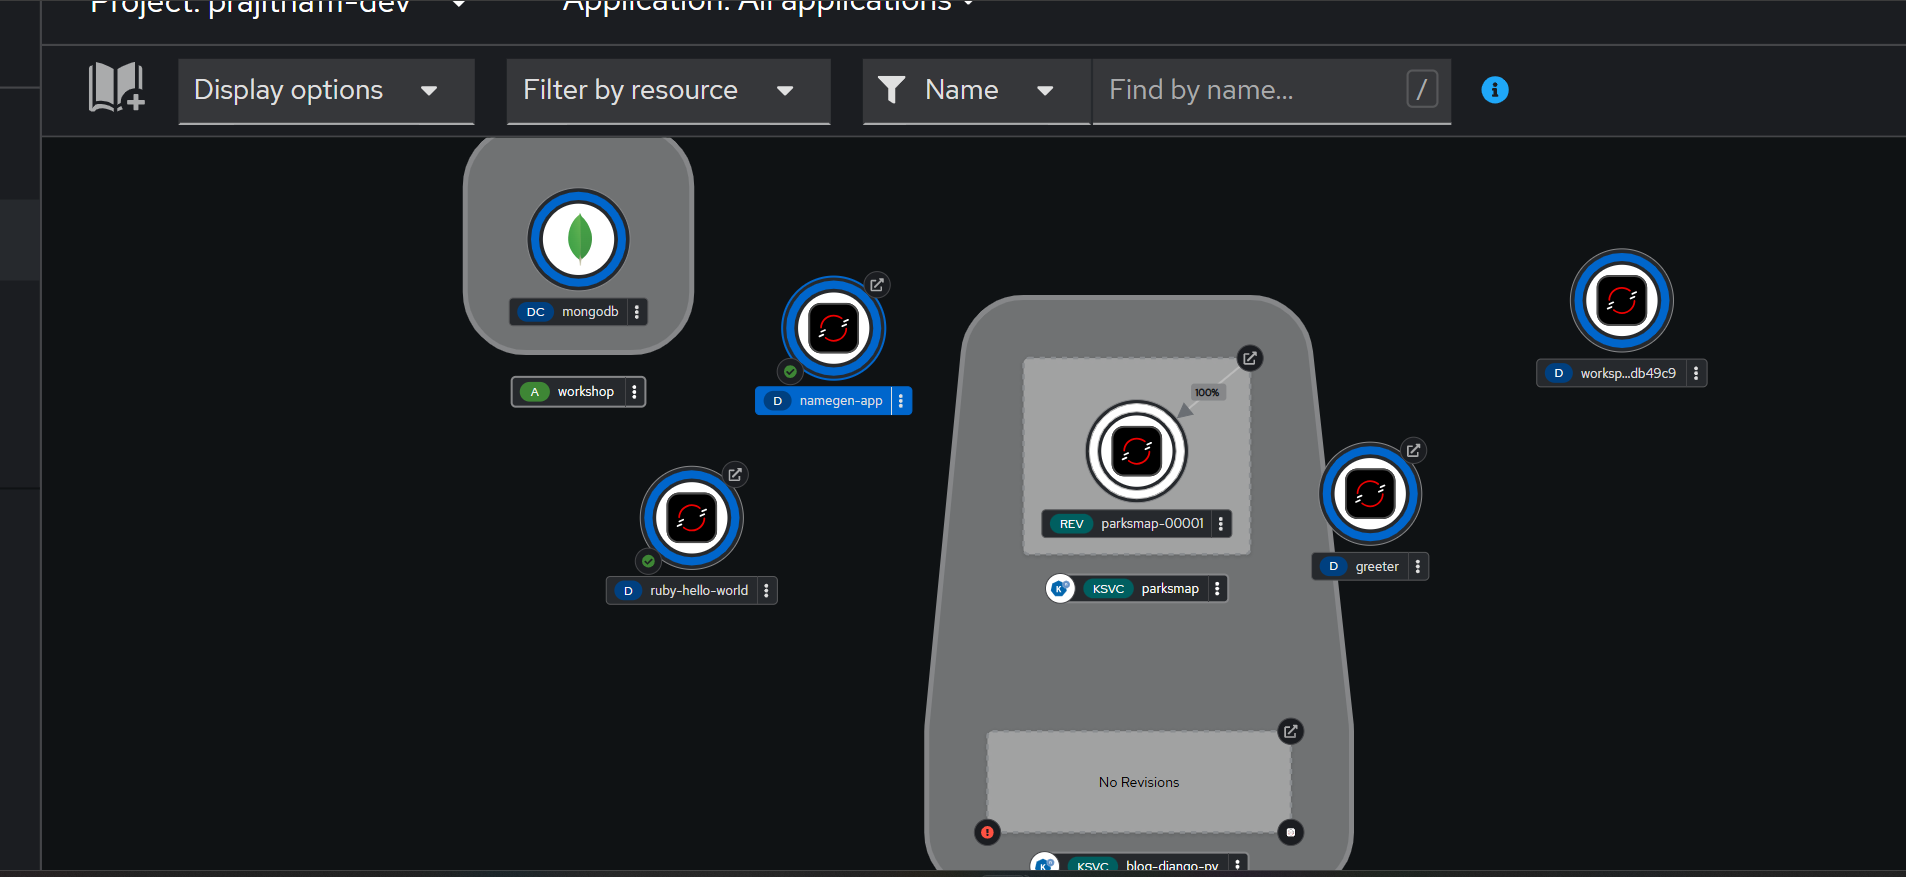 Project: prajitham-dev
Application: All applications
Display options
Filter by resource
Name
Find by name...
/
DC mongodb
A workshop
D namegen-app
D ruby-hello-world
100%
REV parksmap-00001
KSVC parksmap
D worksp...db49c9
D greeter
No Revisions
KSVC blog-django-py